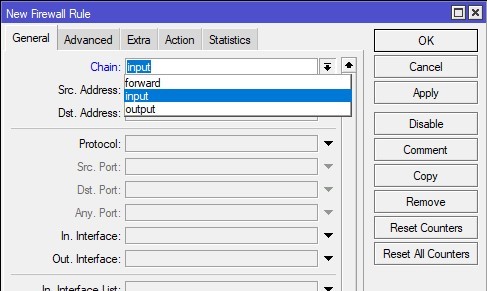 New Firewall Rule
General Advanced Extra Action Statistics
Chain: input
forward
input
output
Src. Address:
Dst. Address:
Protocol:
Src. Port:
Dst. Port:
Any. Port:
In. Interface:
Out. Interface:
In. Interface List:
OK
Cancel
Apply
Disable
Comment
Copy
Remove
Reset Counters
Reset All Counters